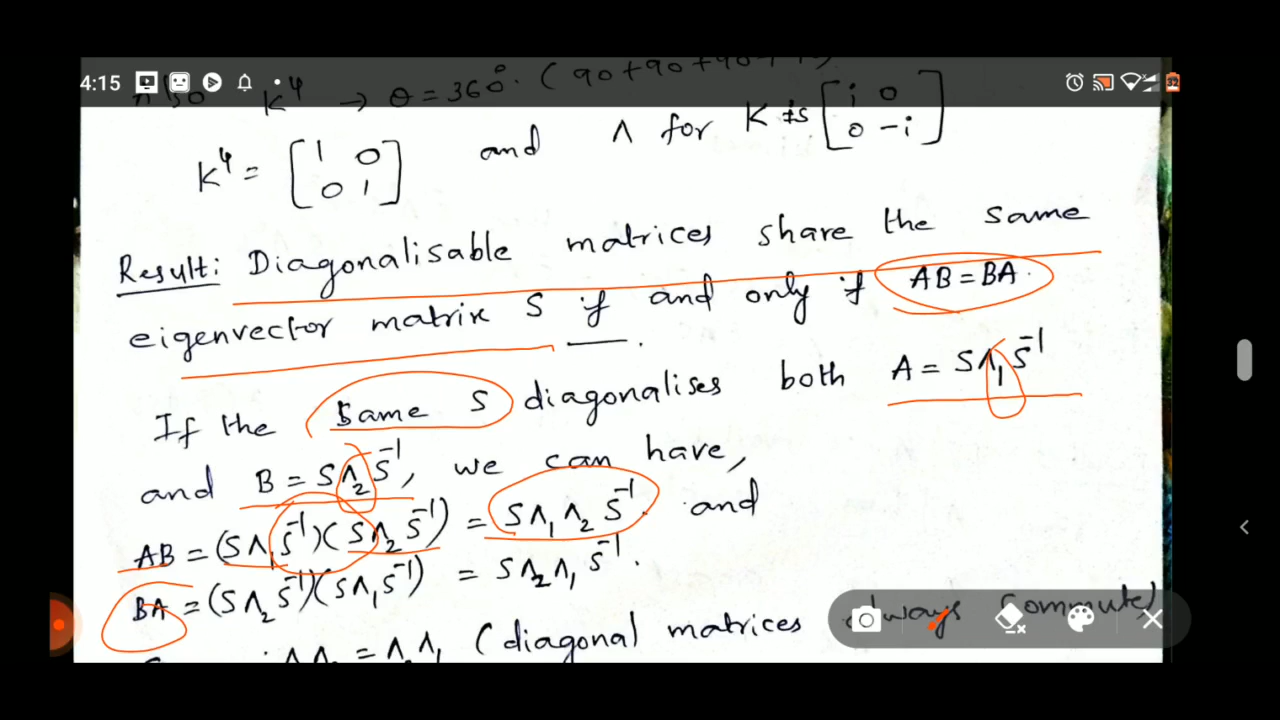 4:15
32
K⁴ → θ = 360°. (90+90+90+
K⁴ = [1 0; 0 1] and Λ for K is [i 0; 0 -i]
Result: Diagonalisable matrices share the same
eigenvector matrix S if and only if AB = BA.
If the same S diagonalises both A = SΛ₁S⁻¹
and B = SΛ₂S⁻¹, we can have,
AB = (SΛ₁S⁻¹)(SΛ₂S⁻¹) = SΛ₁Λ₂S⁻¹. and
BA = (SΛ₂S⁻¹)(SΛ₁S⁻¹) = SΛ₂Λ₁S⁻¹.
(diagonal matrices always commute)